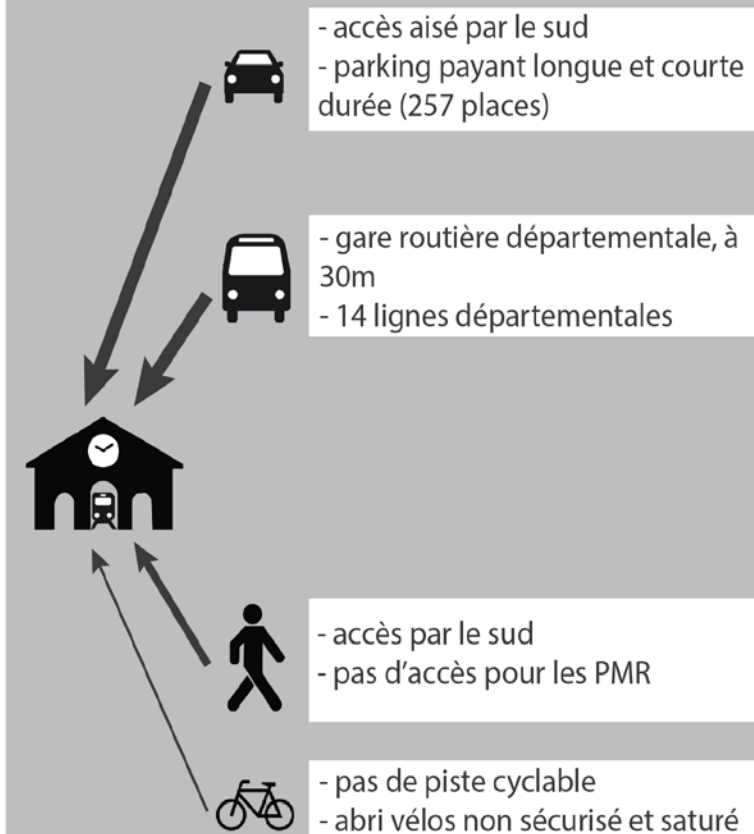 - accès aisé par le sud
- parking payant longue et courte
durée (257 places)
- gare routière départementale, à
30m
- 14 lignes départementales
- accès par le sud
- pas d’accès pour les PMR
- pas de piste cyclable
- abri vélos non sécurisé et saturé